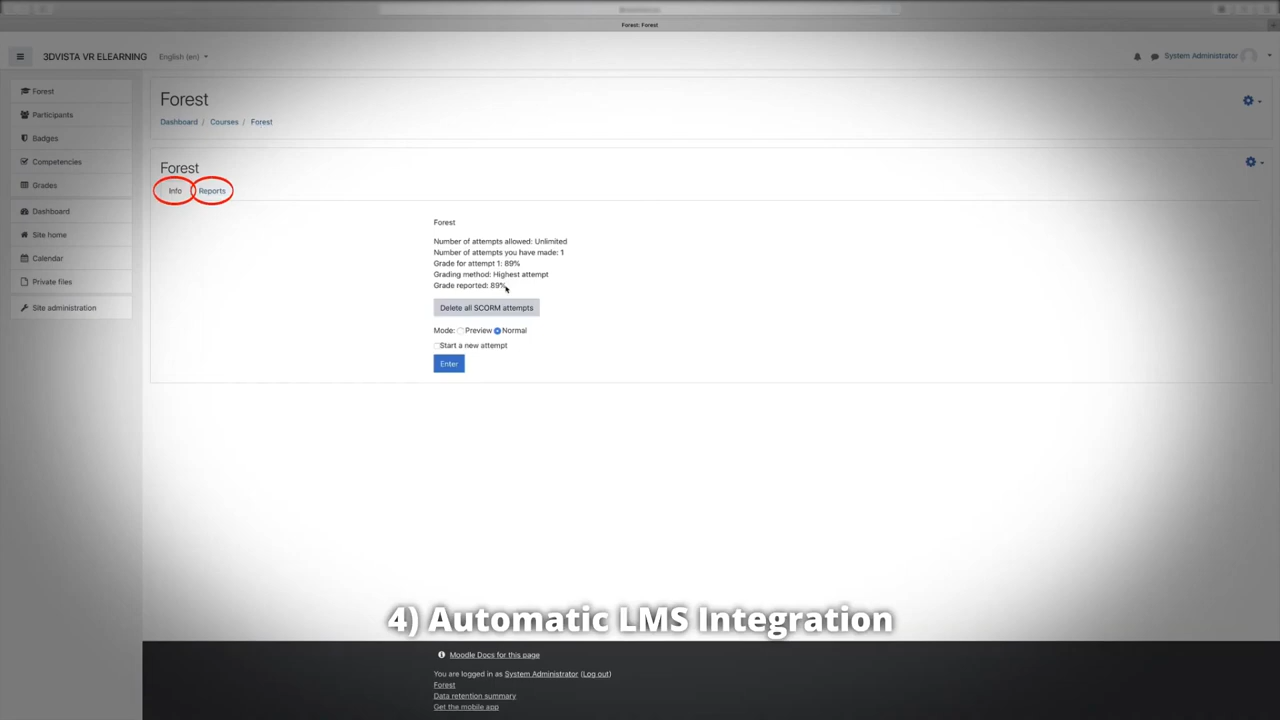 Forest: Forest
3DVISTA VR ELEARNING
English (en)
System Administrator
Forest
Participants
Badges
Competencies
Grades
Dashboard
Site home
Calendar
Private files
Site administration
Forest
Dashboard / Courses / Forest
Forest
Info
Reports
Forest
Number of attempts allowed: Unlimited
Number of attempts you have made: 1
Grade for attempt 1: 89%
Grading method: Highest attempt
Grade reported: 89%
Delete all SCORM attempts
Mode: Preview Normal
Start a new attempt
Enter
4) Automatic LMS Integration
Moodle Docs for this page
You are logged in as System Administrator (Log out)
Forest
Data retention summary
Get the mobile app